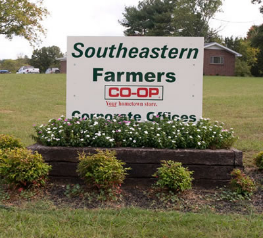 Southeastern
Farmers
CO-OP
Your hometown store.
Corporate Offices